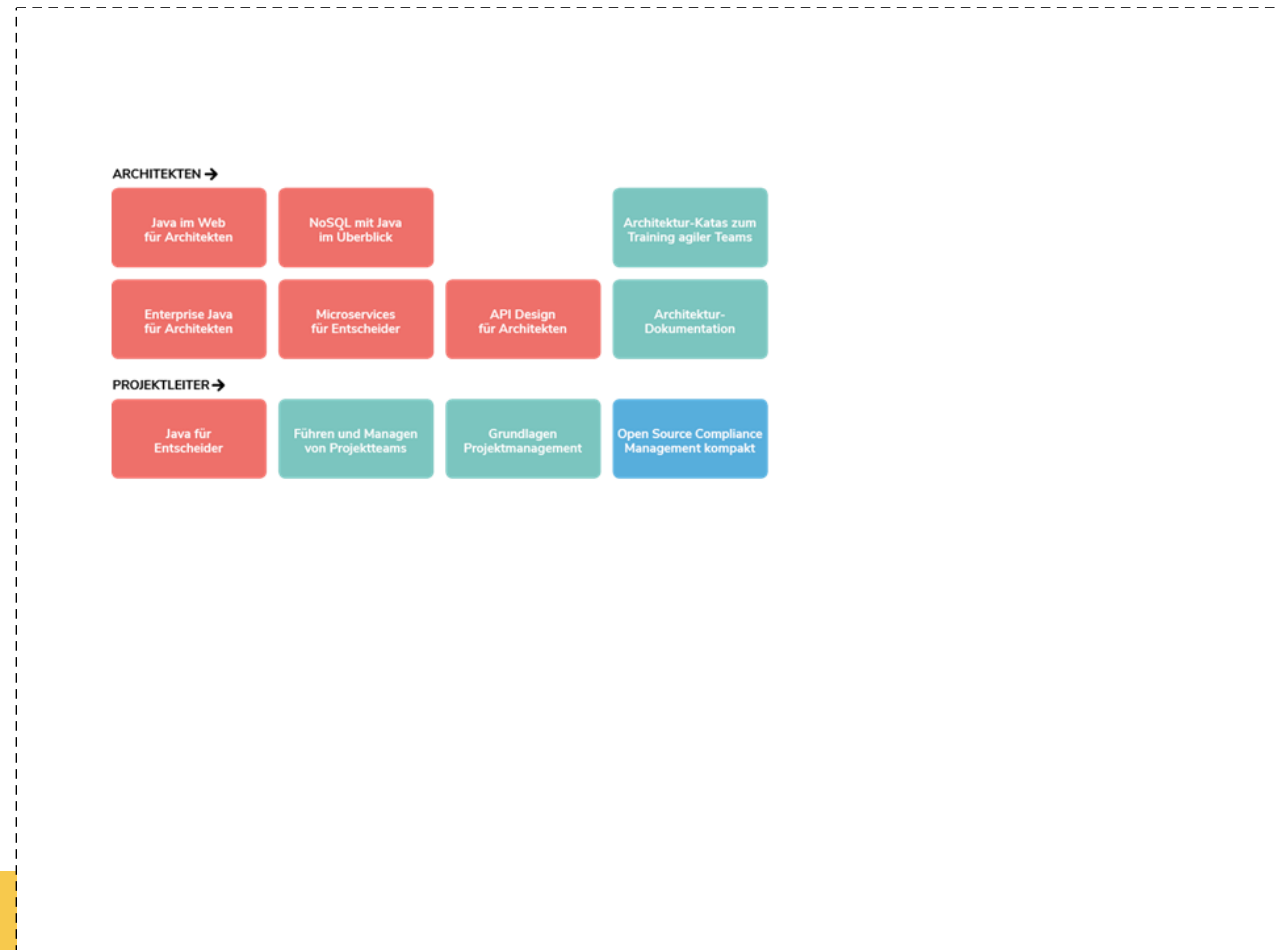 ARCHITEKTEN →
Java im Web
für Architekten
NoSQL mit Java
im Überblick
Architektur-Katas zum
Training agiler Teams
Enterprise Java
für Architekten
Microservices
für Entscheider
API Design
für Architekten
Architektur-
Dokumentation
PROJEKTLEITER →
Java für
Entscheider
Führen und Managen
von Projektteams
Grundlagen
Projektmanagement
Open Source Compliance
Management kompakt